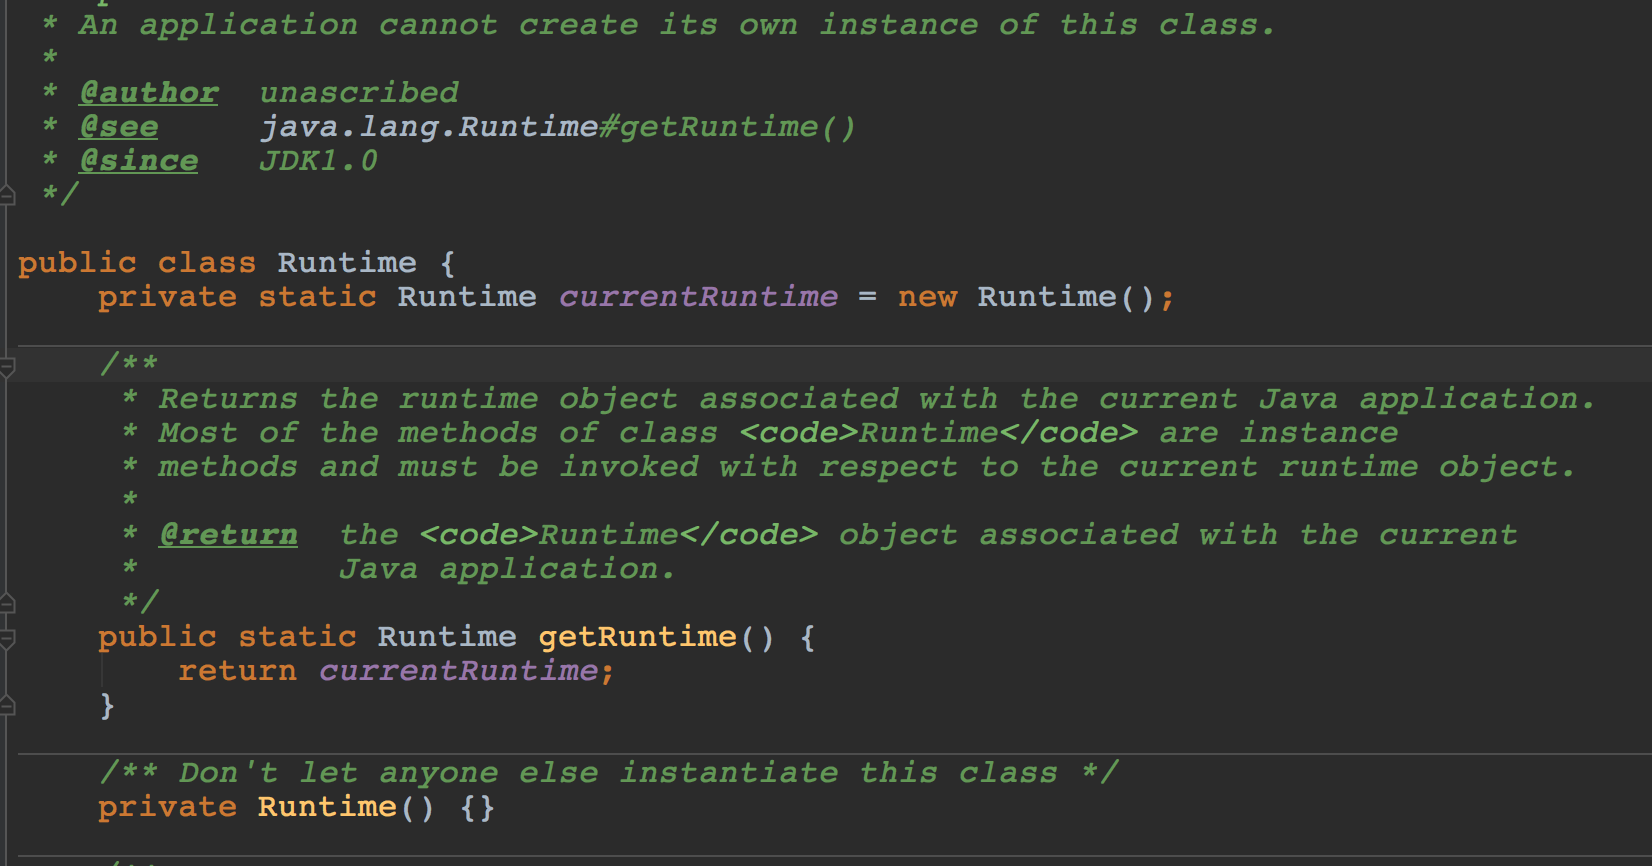 * An application cannot create its own instance of this class.
*
* @author  unascribed
* @see     java.lang.Runtime#getRuntime()
* @since   JDK1.0
*/
public class Runtime {
    private static Runtime currentRuntime = new Runtime();
    /**
     * Returns the runtime object associated with the current Java application.
     * Most of the methods of class <code>Runtime</code> are instance
     * methods and must be invoked with respect to the current runtime object.
     *
     * @return  the <code>Runtime</code> object associated with the current
     *          Java application.
     */
    public static Runtime getRuntime() {
        return currentRuntime;
    }
    /** Don't let anyone else instantiate this class */
    private Runtime() {}